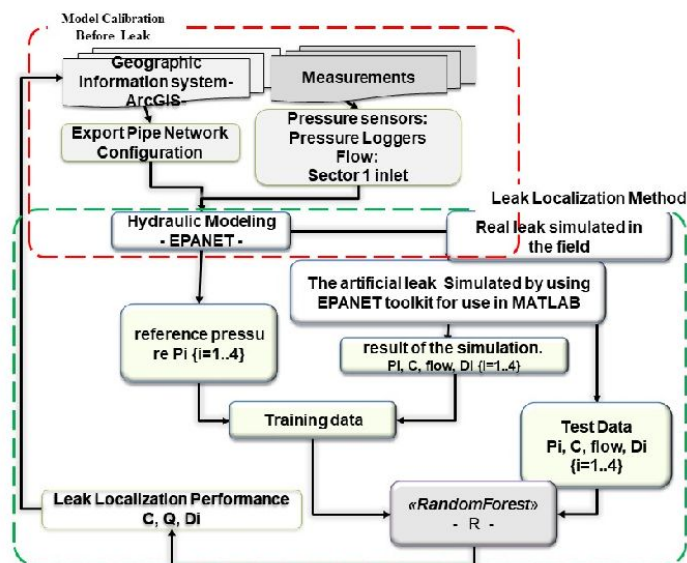 Model Calibration
Before Leak
Geographic
Information system-
ArcGIS-
Measurements
Export Pipe Network
Configuration
Pressure sensors:
Pressure Loggers
Flow:
Sector 1 inlet
Leak Localization Method
Hydraulic Modeling
- EPANET -
Real leak simulated in
the field
The artificial leak Simulated by using
EPANET toolkit for use in MATLAB
reference pressu
re Pi {i=1..4}
result of the simulation.
Pi, C, flow, Di {i=1..4}
Training data
Test Data
Pi, C, flow, Di
{i=1..4}
Leak Localization Performance
C, Q, Di
«RandomForest»
- R -